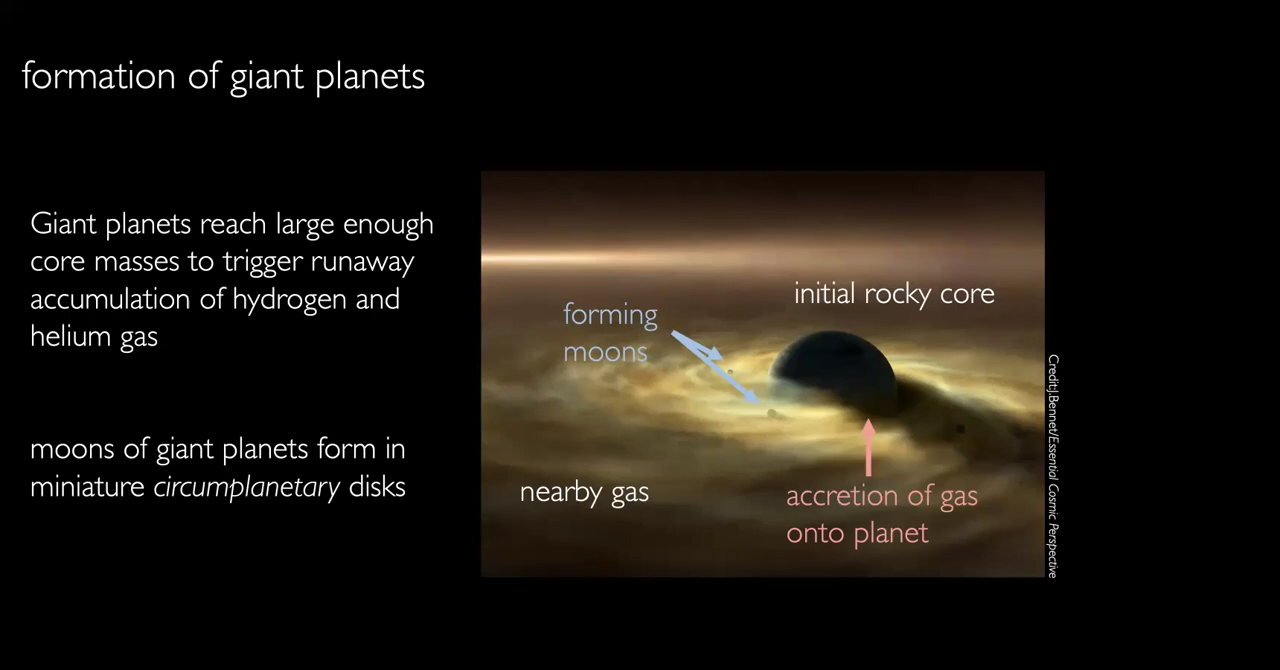 formation of giant planets
Giant planets reach large enough
core masses to trigger runaway
accumulation of hydrogen and
helium gas
moons of giant planets form in
miniature circumplanetary disks
initial rocky core
forming
moons
nearby gas
accretion of gas
onto planet
Credit:J.Bennet/Essential Cosmic Perspective